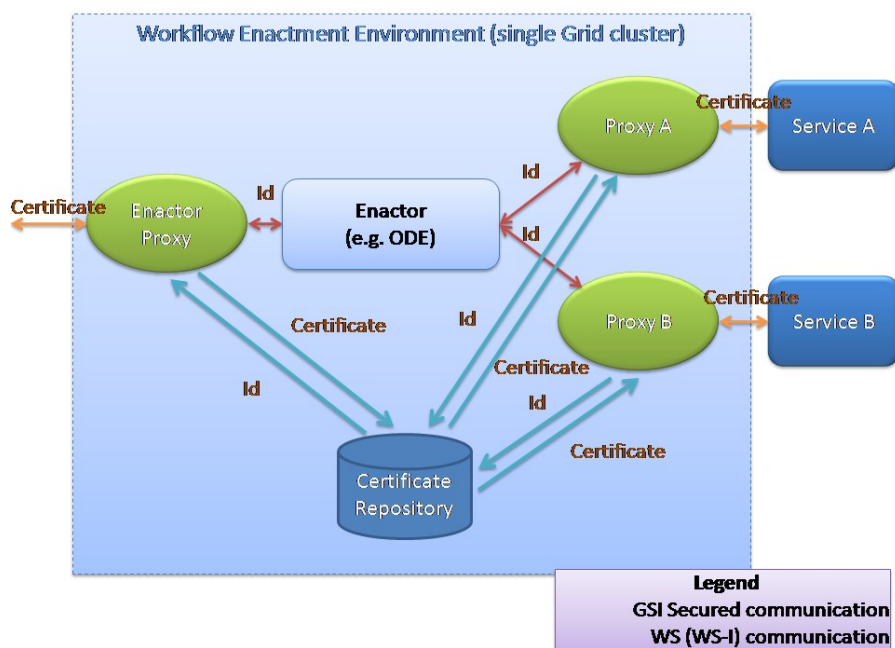 Workflow Enactment Environment (single Grid cluster)
Certificate
Proxy A
Service A
Id
Id
Certificate
Enactor
Proxy
Enactor
(e.g. ODE)
Id
Certificate
Proxy B
Service B
Certificate
Id
Certificate
Id
Id
Certificate
Certificate
Repository
Legend
GSI Secured communication
WS (WS-I) communication